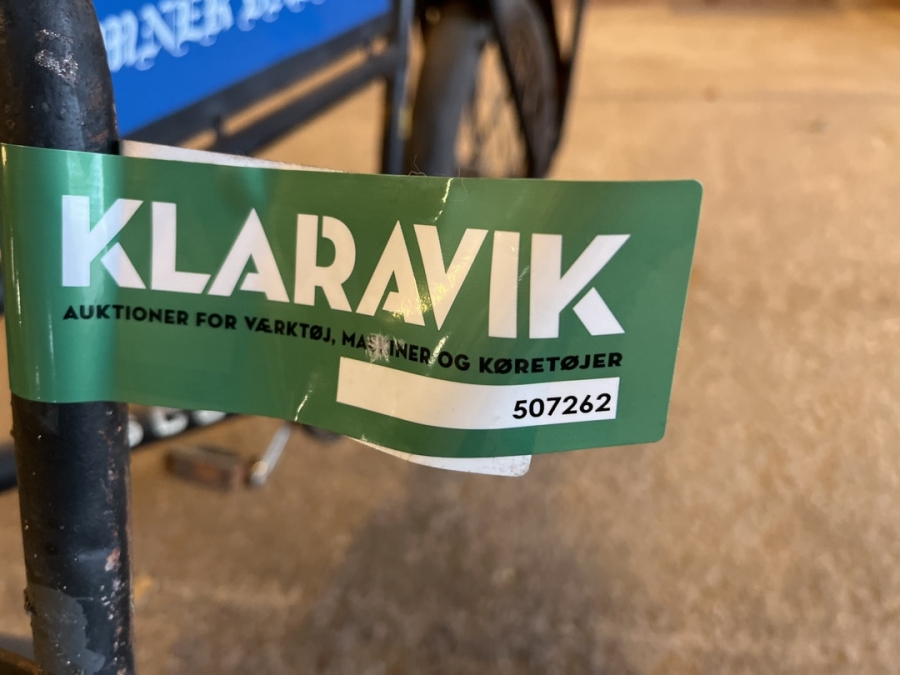 KLARAVIK
AUKTIONER FOR VÆRKTØJ, MASKINER OG KØRETØJER
507262